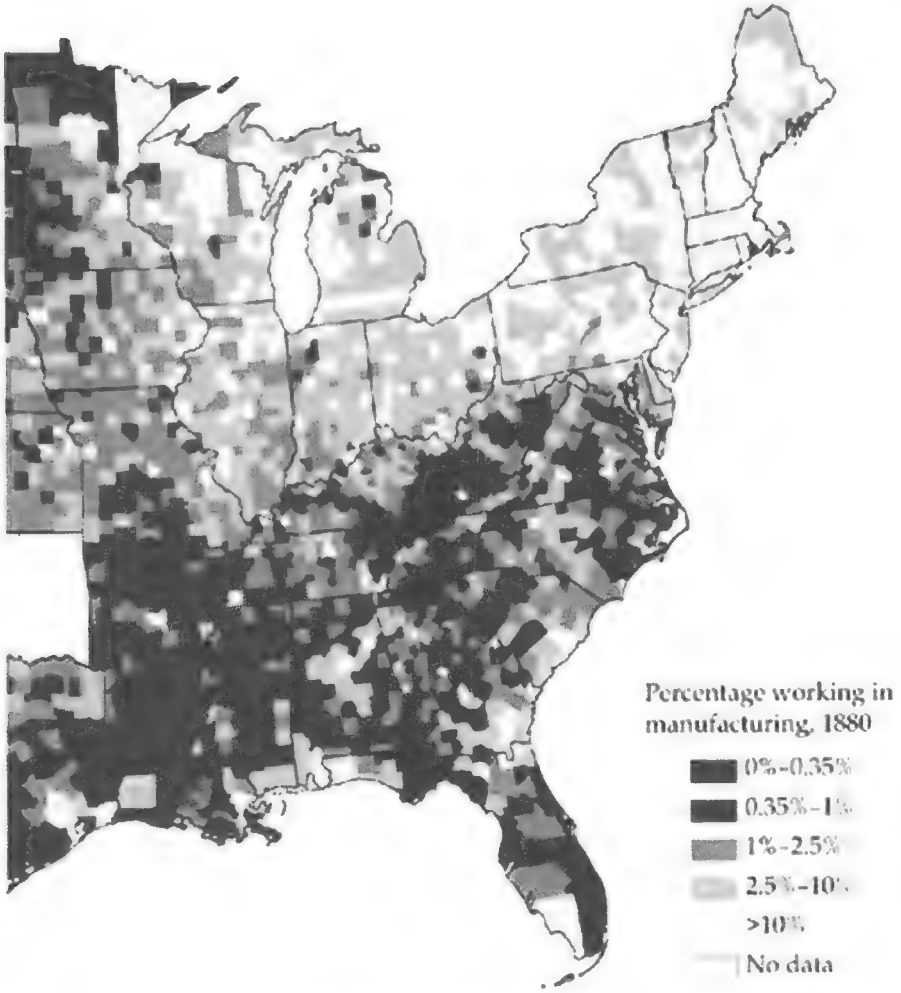 Percentage working in
manufacturing, 1880
0%–0.35%
0.35%–1%
1%–2.5%
2.5%–10%
>10%
No data